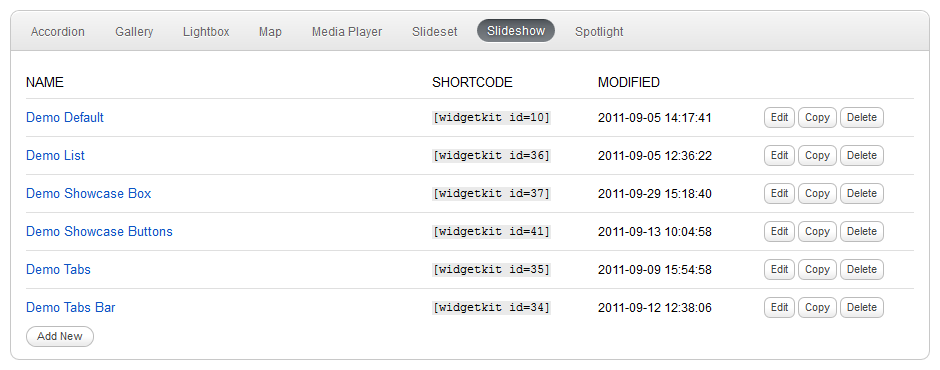 Accordion Gallery Lightbox Map Media Player Slideset Slideshow Spotlight
NAME SHORTCODE MODIFIED
Demo Default [widgetkit id=10] 2011-09-05 14:17:41 Edit Copy Delete
Demo List [widgetkit id=36] 2011-09-05 12:36:22 Edit Copy Delete
Demo Showcase Box [widgetkit id=37] 2011-09-29 15:18:40 Edit Copy Delete
Demo Showcase Buttons [widgetkit id=41] 2011-09-13 10:04:58 Edit Copy Delete
Demo Tabs [widgetkit id=35] 2011-09-09 15:54:58 Edit Copy Delete
Demo Tabs Bar [widgetkit id=34] 2011-09-12 12:38:06 Edit Copy Delete
Add New